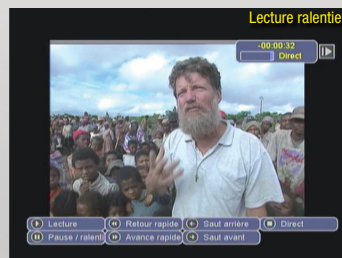 Lecture ralentie
-00:00:32
Direct
Lecture
Retour rapide
Saut arrière
Direct
Pause / ralenti
Avance rapide
Saut avant